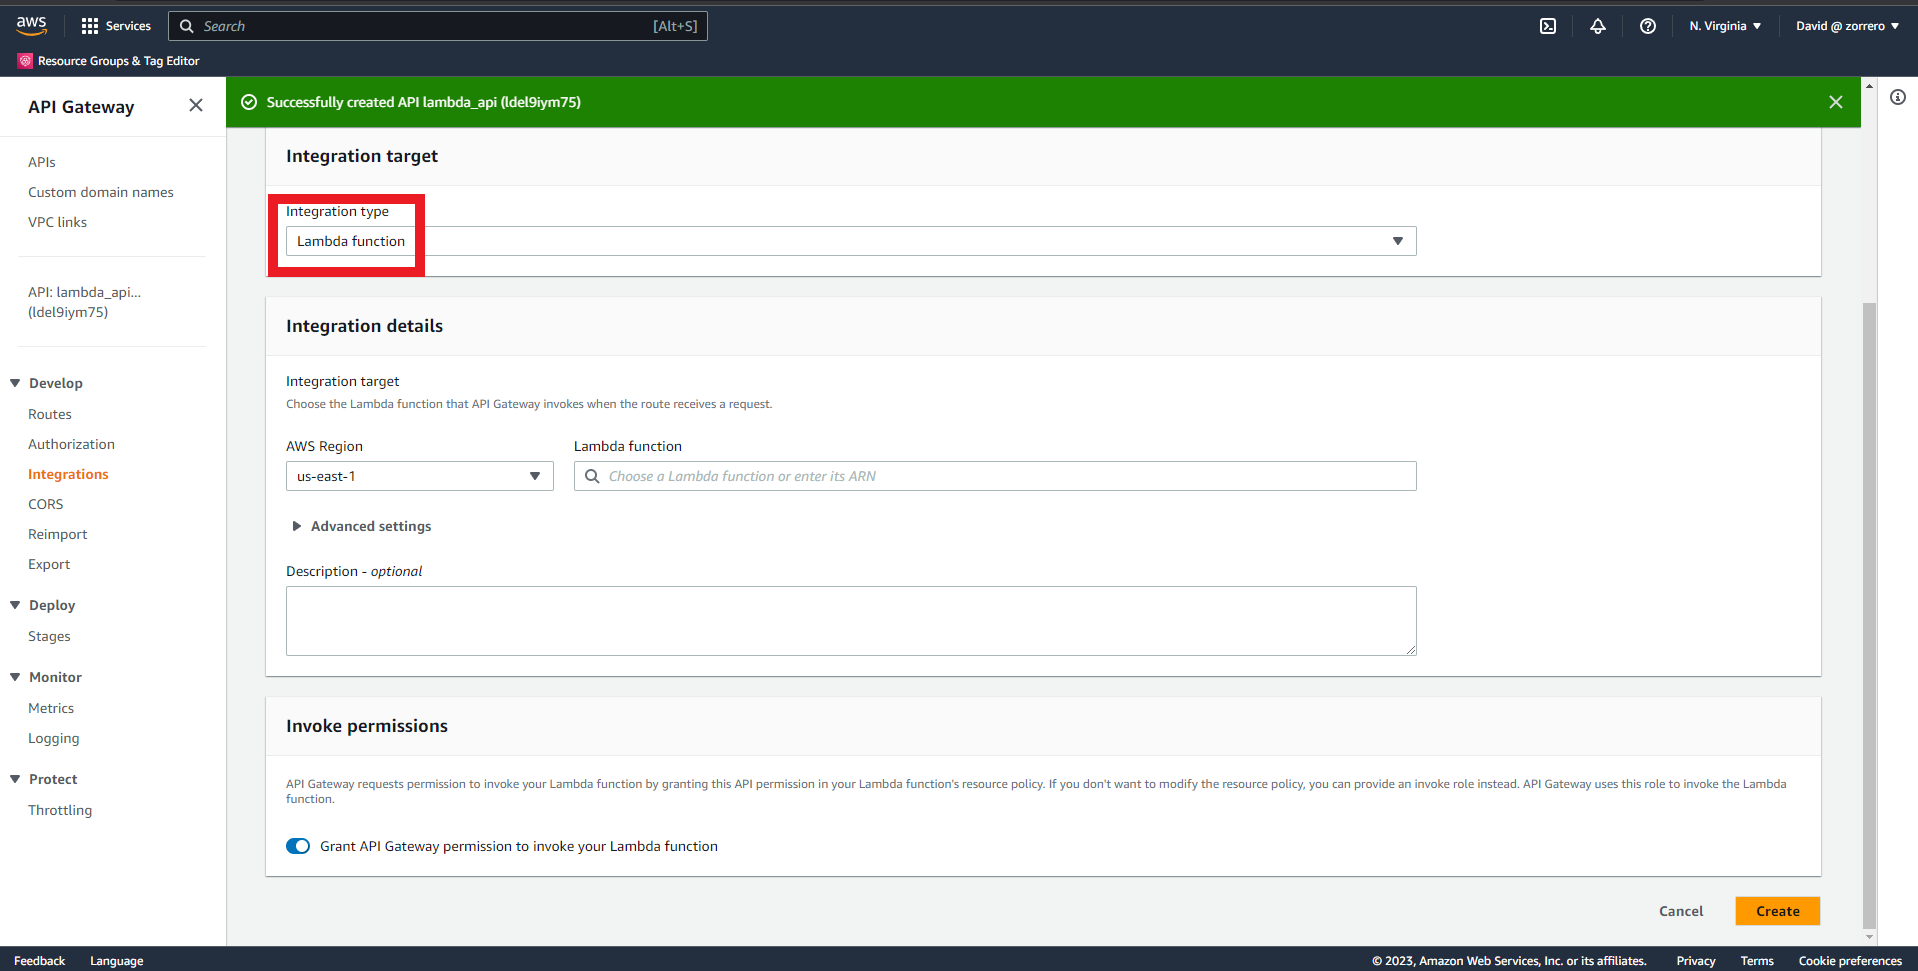 aws
Services
Search
[Alt+S]
N. Virginia
David @ zorrero
Resource Groups & Tag Editor
API Gateway
APIs
Custom domain names
VPC links
API: lambda_api...
(ldel9iym75)
Develop
Routes
Authorization
Integrations
CORS
Reimport
Export
Deploy
Stages
Monitor
Metrics
Logging
Protect
Throttling
Successfully created API lambda_api (ldel9iym75)
Integration target
Integration type
Lambda function
Integration details
Integration target
Choose the Lambda function that API Gateway invokes when the route receives a request.
AWS Region
Lambda function
us-east-1
Choose a Lambda function or enter its ARN
Advanced settings
Description - optional
Invoke permissions
API Gateway requests permission to invoke your Lambda function by granting this API permission in your Lambda function's resource policy. If you don't want to modify the resource policy, you can provide an invoke role instead. API Gateway uses this role to invoke the Lambda
function.
Grant API Gateway permission to invoke your Lambda function
Cancel
Create
Feedback
Language
© 2023, Amazon Web Services, Inc. or its affiliates.
Privacy
Terms
Cookie preferences